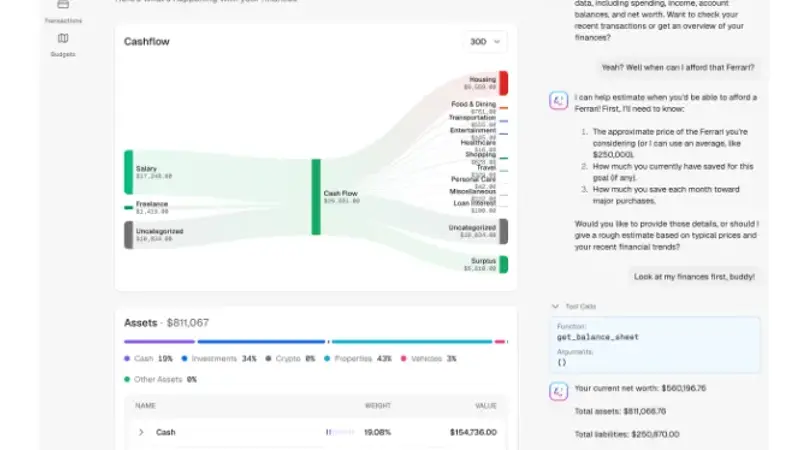 Transactions
Budgets
Here's what's happening with your finances
Cashflow
30D
Salary
Freelance
Uncategorized
Cash Flow
Housing
Food & Dining
Transportation
Entertainment
Healthcare
Shopping
Travel
Personal Care
Miscellaneous
Loan Interest
Uncategorized
Surplus
Assets · $811,067
Cash 19%
Investments 34%
Crypto 0%
Properties 43%
Vehicles 3%
Other Assets 0%
NAME WEIGHT VALUE
Cash 19.08% $154,736.00
data, including spending, income, account
balances, and net worth. Want to check your
recent transactions or get an overview of your
finances?
Yeah? Well when can I afford that Ferrari?
I can help estimate when you'd be able to afford a
Ferrari! First, I'll need to know:
1. The approximate price of the Ferrari you're
considering (or I can use an average, like
$250,000).
2. How much you currently have saved for this
goal (if any).
3. How much you save each month toward
major purchases.
Would you like to provide those details, or should I
give a rough estimate based on typical prices and
your recent financial trends?
Look at my finances first, buddy!
Tool Calls
Function:
get_balance_sheet
Arguments:
{}
Your current net worth: $560,196.76
Total assets: $811,066.76
Total liabilities: $250,870.00